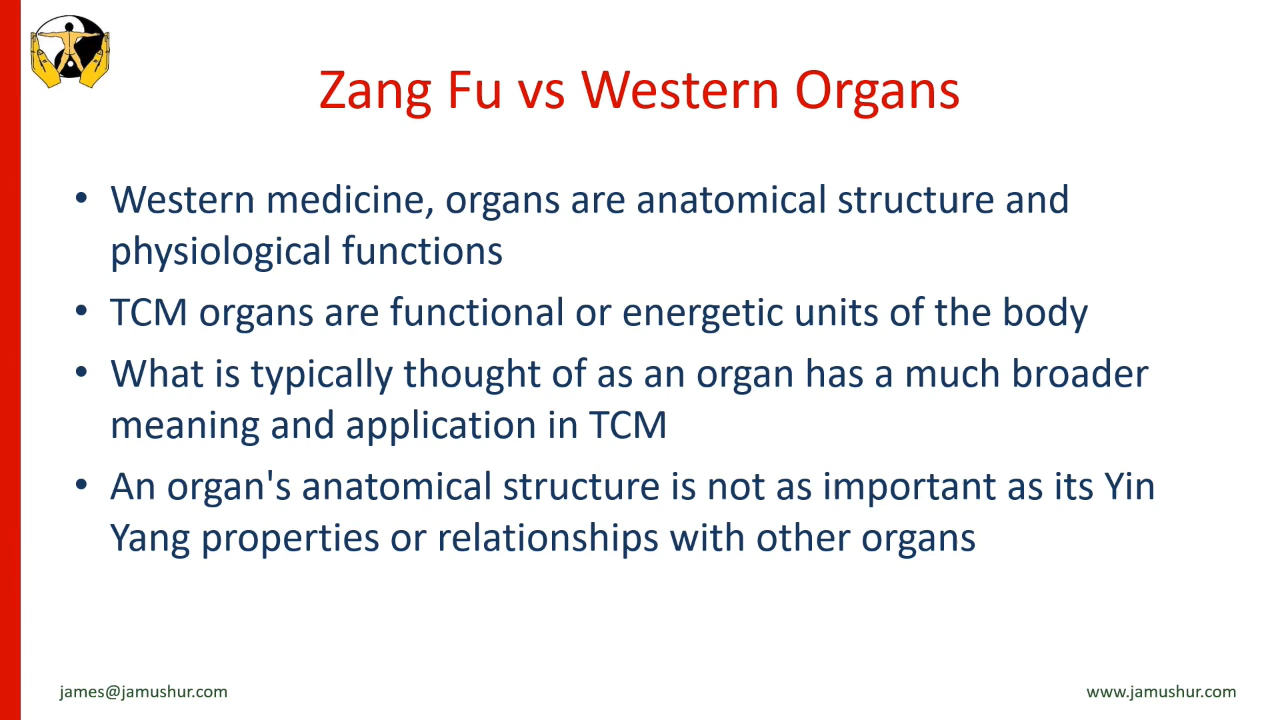 Zang Fu vs Western Organs
• Western medicine, organs are anatomical structure and
physiological functions
• TCM organs are functional or energetic units of the body
• What is typically thought of as an organ has a much broader
meaning and application in TCM
• An organ's anatomical structure is not as important as its Yin
Yang properties or relationships with other organs
james@jamushur.com
www.jamushur.com